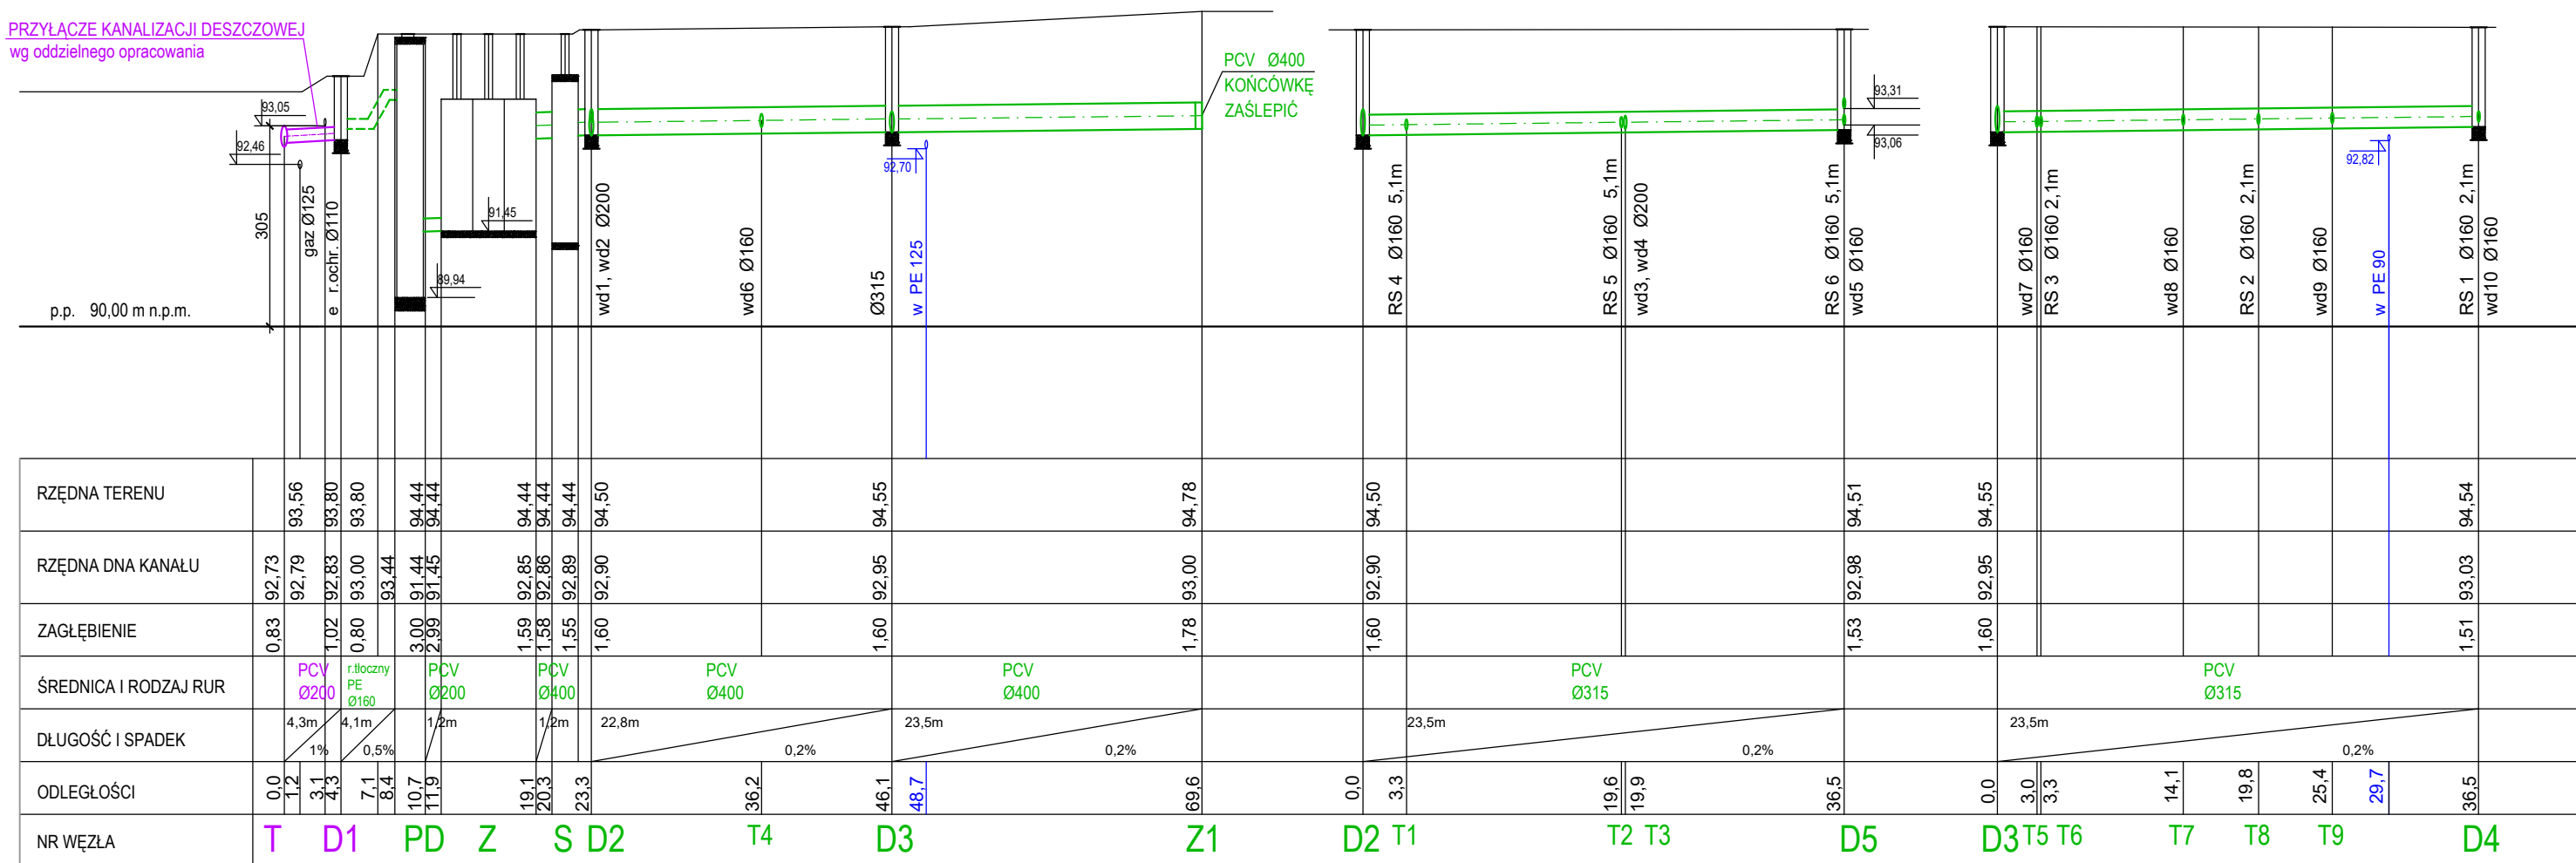 PRZYŁĄCZE KANALIZACJI DESZCZOWEJ
wg oddzielnego opracowania
PCV Ø400
KOŃCÓWKĘ
ZAŚLEPIĆ
93,05
92,46
305
gaz Ø125
e r.ochr. Ø110
89,94
91,45
wd1, wd2 Ø200
wd6 Ø160
Ø315
92,70
w PE 125
RS 4 Ø160 5,1m
RS 5 Ø160 5,1m
wd3, wd4 Ø200
RS 6 Ø160 5,1m
wd5 Ø160
93,31
93,06
wd7 Ø160
RS 3 Ø160 2,1m
wd8 Ø160
RS 2 Ø160 2,1m
wd9 Ø160
92,82
w PE 90
RS 1 Ø160 2,1m
wd10 Ø160
p.p. 90,00 m n.p.m.
RZĘDNA TERENU
93,56 93,80 93,80 94,44 94,44 94,44 94,44 94,44 94,50 94,55 94,78 94,50 94,51 94,55 94,54
RZĘDNA DNA KANAŁU
92,73 92,79 92,83 93,00 93,44 91,44 91,45 92,85 92,86 92,89 92,90 92,95 93,00 92,90 92,98 92,95 93,03
ZAGŁĘBIENIE
0,83 1,02 0,80 3,00 2,99 1,59 1,58 1,55 1,60 1,60 1,78 1,60 1,53 1,60 1,51
ŚREDNICA I RODZAJ RUR
PCV Ø200
r.tłoczny PE Ø160
PCV Ø200
PCV Ø400
PCV Ø400
PCV Ø400
PCV Ø315
PCV Ø315
DŁUGOŚĆ I SPADEK
4,3m 1%
4,1m 0,5%
1,2m
1,2m
22,8m 0,2%
23,5m 0,2%
23,5m 0,2%
23,5m 0,2%
ODLEGŁOŚCI
0,0 1,2 3,1 4,3 7,1 8,4 10,7 11,9 19,1 20,3 23,3 36,2 46,1 48,7 69,6 0,0 3,3 19,6 19,9 36,5 0,0 3,0 3,3 14,1 19,8 25,4 29,7 36,5
NR WĘZŁA
T D1 PD Z S D2 T4 D3 Z1 D2 T1 T2 T3 D5 D3 T5 T6 T7 T8 T9 D4